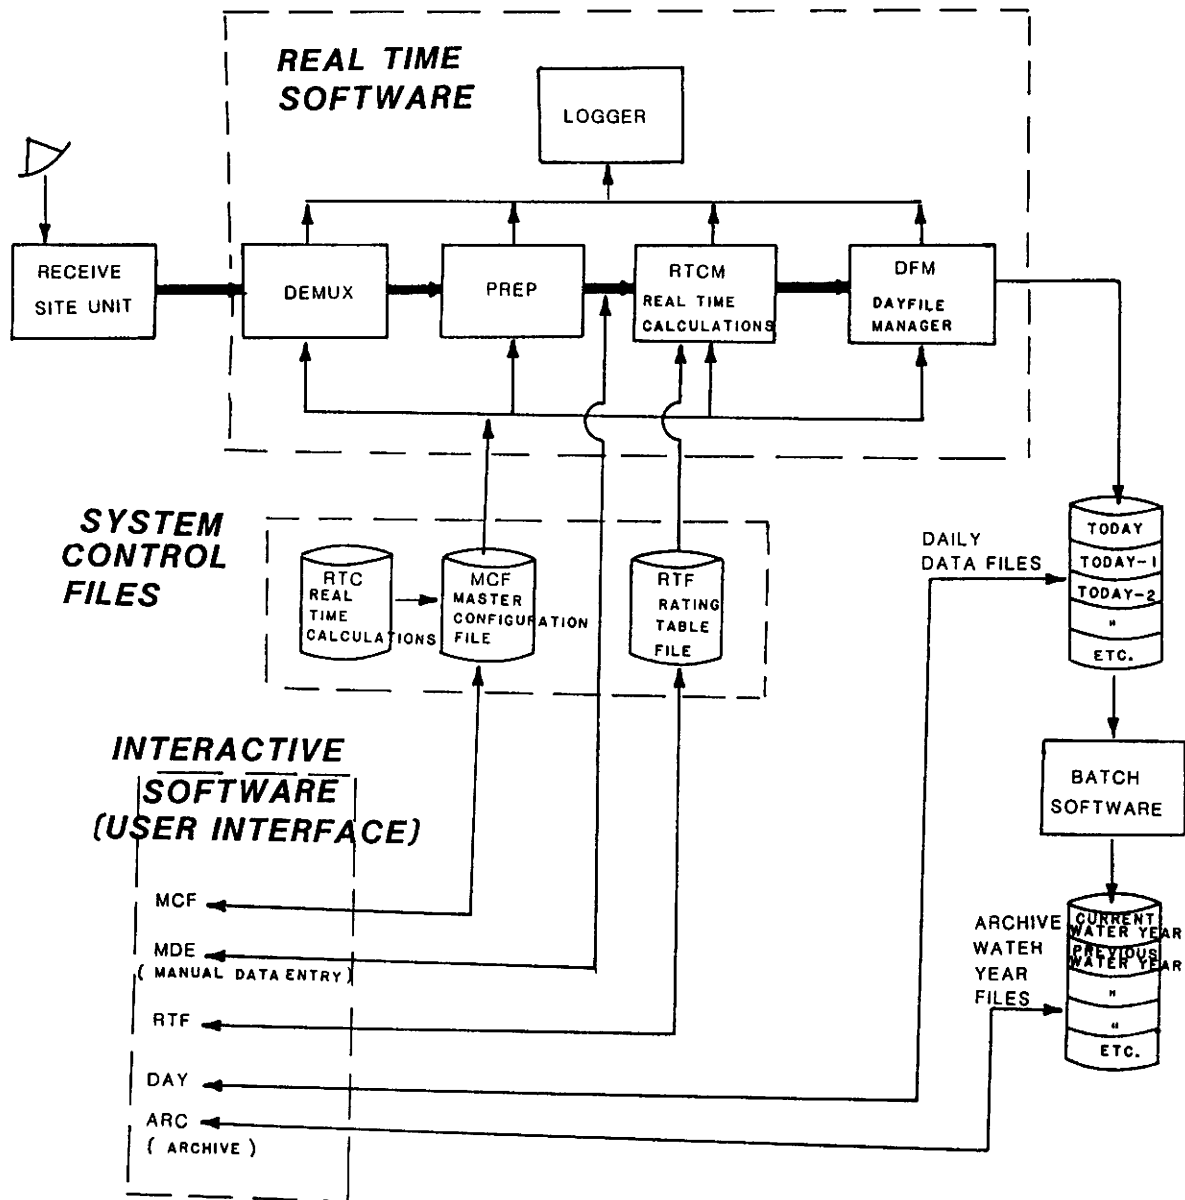 REAL TIME
SOFTWARE
LOGGER
RECEIVE
SITE UNIT
DEMUX
PREP
RTCM
REAL TIME
CALCULATIONS
DFM
DAYFILE
MANAGER
SYSTEM
CONTROL
FILES
RTC
REAL
TIME
CALCULATIONS
MCF
MASTER
CONFIGURATION
FILE
RTF
RATING
TABLE
FILE
DAILY
DATA FILES
TODAY
TODAY-1
TODAY-2
"
ETC.
BATCH
SOFTWARE
INTERACTIVE
SOFTWARE
(USER INTERFACE)
MCF
MDE
( MANUAL DATA ENTRY )
RTF
DAY
ARC
( ARCHIVE )
ARCHIVE
WATEH
YEAR
FILES
CURRENT
WATER YEAR
PREVIOUS
WATER YEAR
"
"
ETC.